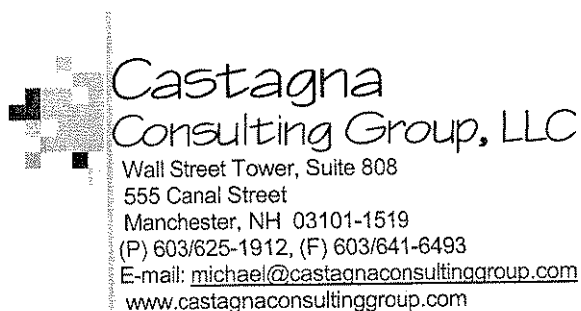 Castagna
Consulting Group, LLC
Wall Street Tower, Suite 808
555 Canal Street
Manchester, NH 03101-1519
(P) 603/625-1912, (F) 603/641-6493
E-mail: michael@castagnaconsultinggroup.com
www.castagnaconsultinggroup.com